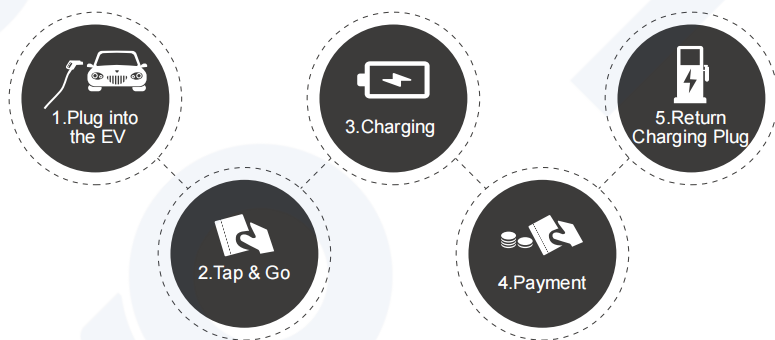 1.Plug into
the EV
2.Tap & Go
3.Charging
4.Payment
5.Return
Charging Plug